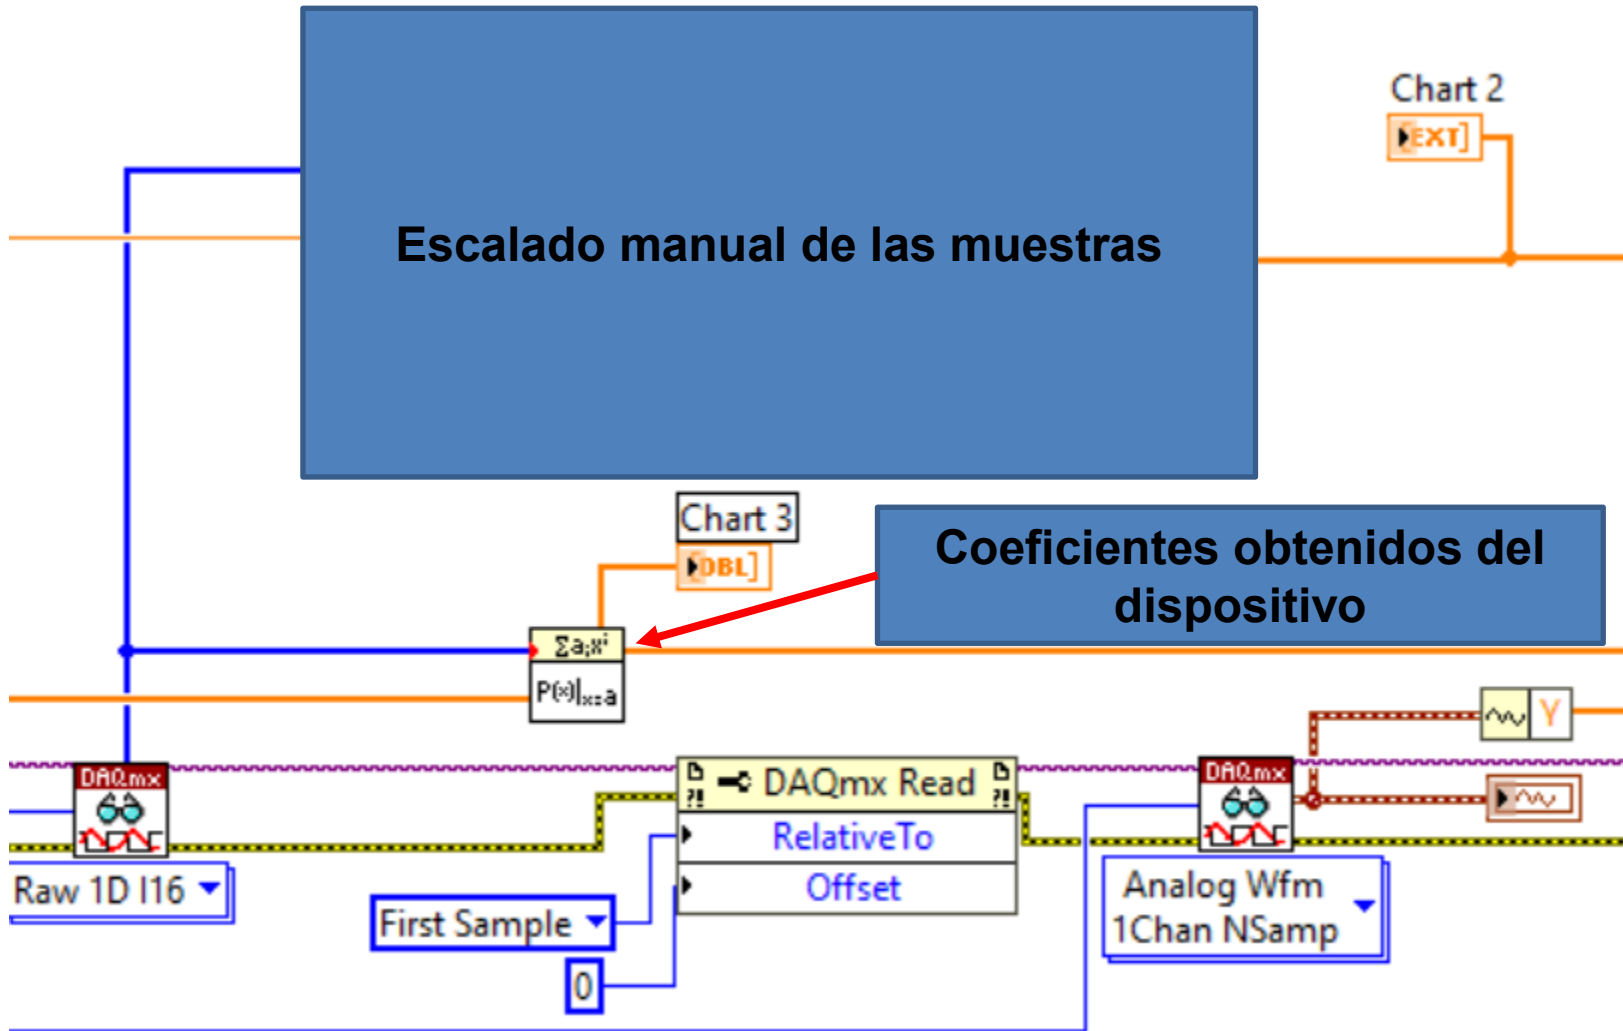 Chart 2
[EXT]
Escalado manual de las muestras
Chart 3
[DBL]
Coeficientes obtenidos del
dispositivo
Σaᵢxⁱ
P(x)|x=a
Y
DAQmx
DAQmx Read
DAQmx
RelativeTo
Offset
Raw 1D I16
First Sample
0
Analog Wfm
1Chan NSamp